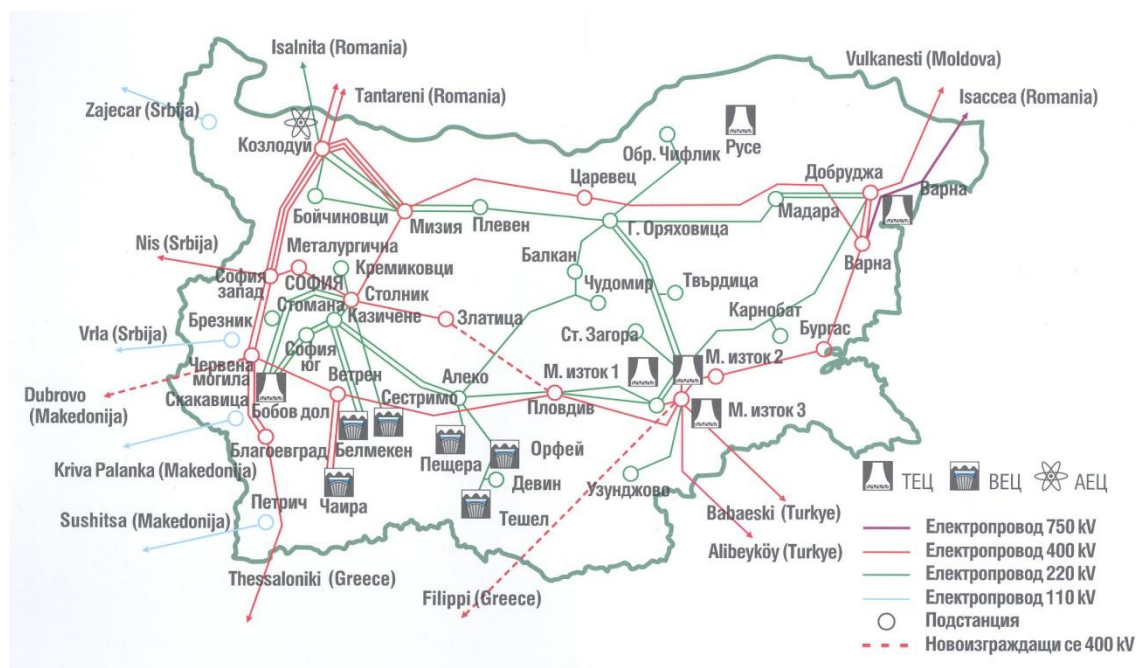 Isalnita (Romania)
Vulkanesti (Moldova)
Tantareni (Romania)
Isaccea (Romania)
Zajecar (Srbija)
Козлодуй
Обр. Чифлик
Русе
Царевец
Добруджа
Варна
Бойчиновци
Мизия
Плевен
Г. Оряховица
Мадара
Nis (Srbija)
Металургична
Кремиковци
Балкан
Варна
София
запад
СОФИЯ
Столник
Чудомир
Твърдица
Стомана
Казичене
Златица
Карнобат
Брезник
Ст. Загора
Бургас
Vrla (Srbija)
София
юг
Червена
могила
Ветрен
Алеко
М. изток 1
М. изток 2
Dubrovo
(Makedonija)
Скакавица
Бобов дол
Сестримо
Пловдив
М. изток 3
Благоевград
Белмекен
Пещера
Орфей
Kriva Palanka (Makedonija)
Чаира
Девин
Узунджово
Петрич
Тешел
Sushitsa (Makedonija)
Babaeski (Turkye)
Alibeyköy (Turkye)
Thessaloniki (Greece)
Filippi (Greece)
ТЕЦ
ВЕЦ
АЕЦ
Електропровод 750 kV
Електропровод 400 kV
Електропровод 220 kV
Електропровод 110 kV
Подстанция
Новоизграждащи се 400 kV